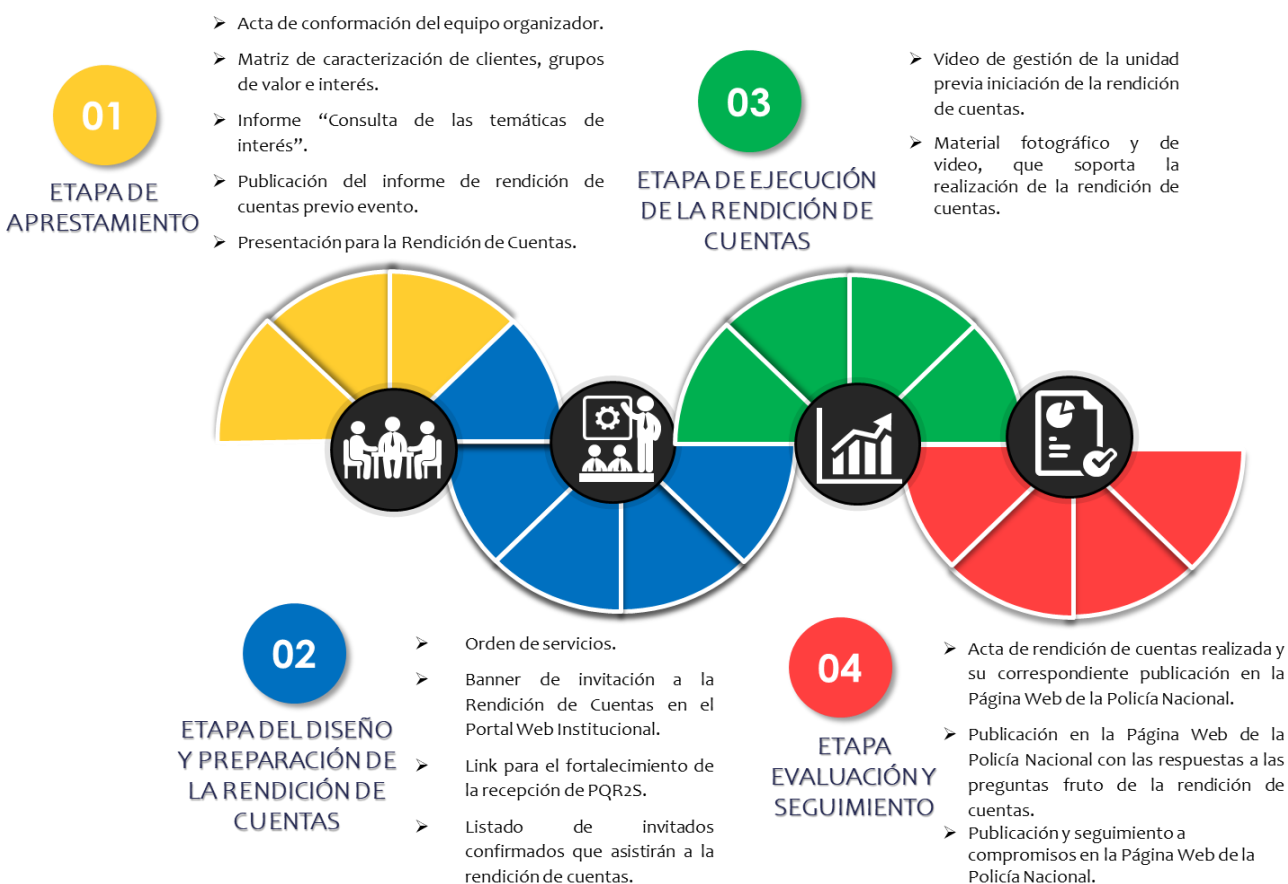 01
ETAPA DE
APRESTAMIENTO
➢ Acta de conformación del equipo organizador.
➢ Matriz de caracterización de clientes, grupos
de valor e interés.
➢ Informe “Consulta de las temáticas de
interés”.
➢ Publicación del informe de rendición de
cuentas previo evento.
➢ Presentación para la Rendición de Cuentas.
03
ETAPA DE EJECUCIÓN
DE LA RENDICIÓN DE
CUENTAS
➢ Video de gestión de la unidad
previa iniciación de la rendición
de cuentas.
➢ Material fotográfico y de
video, que soporta la
realización de la rendición de
cuentas.
02
ETAPA DEL DISEÑO
Y PREPARACIÓN DE
LA RENDICIÓN DE
CUENTAS
➢ Orden de servicios.
➢ Banner de invitación a la
Rendición de Cuentas en el
Portal Web Institucional.
➢ Link para el fortalecimiento de
la recepción de PQR2S.
➢ Listado de invitados
confirmados que asistirán a la
rendición de cuentas.
04
ETAPA
EVALUACIÓN Y
SEGUIMIENTO
➢ Acta de rendición de cuentas realizada y
su correspondiente publicación en la
Página Web de la Policía Nacional.
➢ Publicación en la Página Web de la
Policía Nacional con las respuestas a las
preguntas fruto de la rendición de
cuentas.
➢ Publicación y seguimiento a
compromisos en la Página Web de la
Policía Nacional.